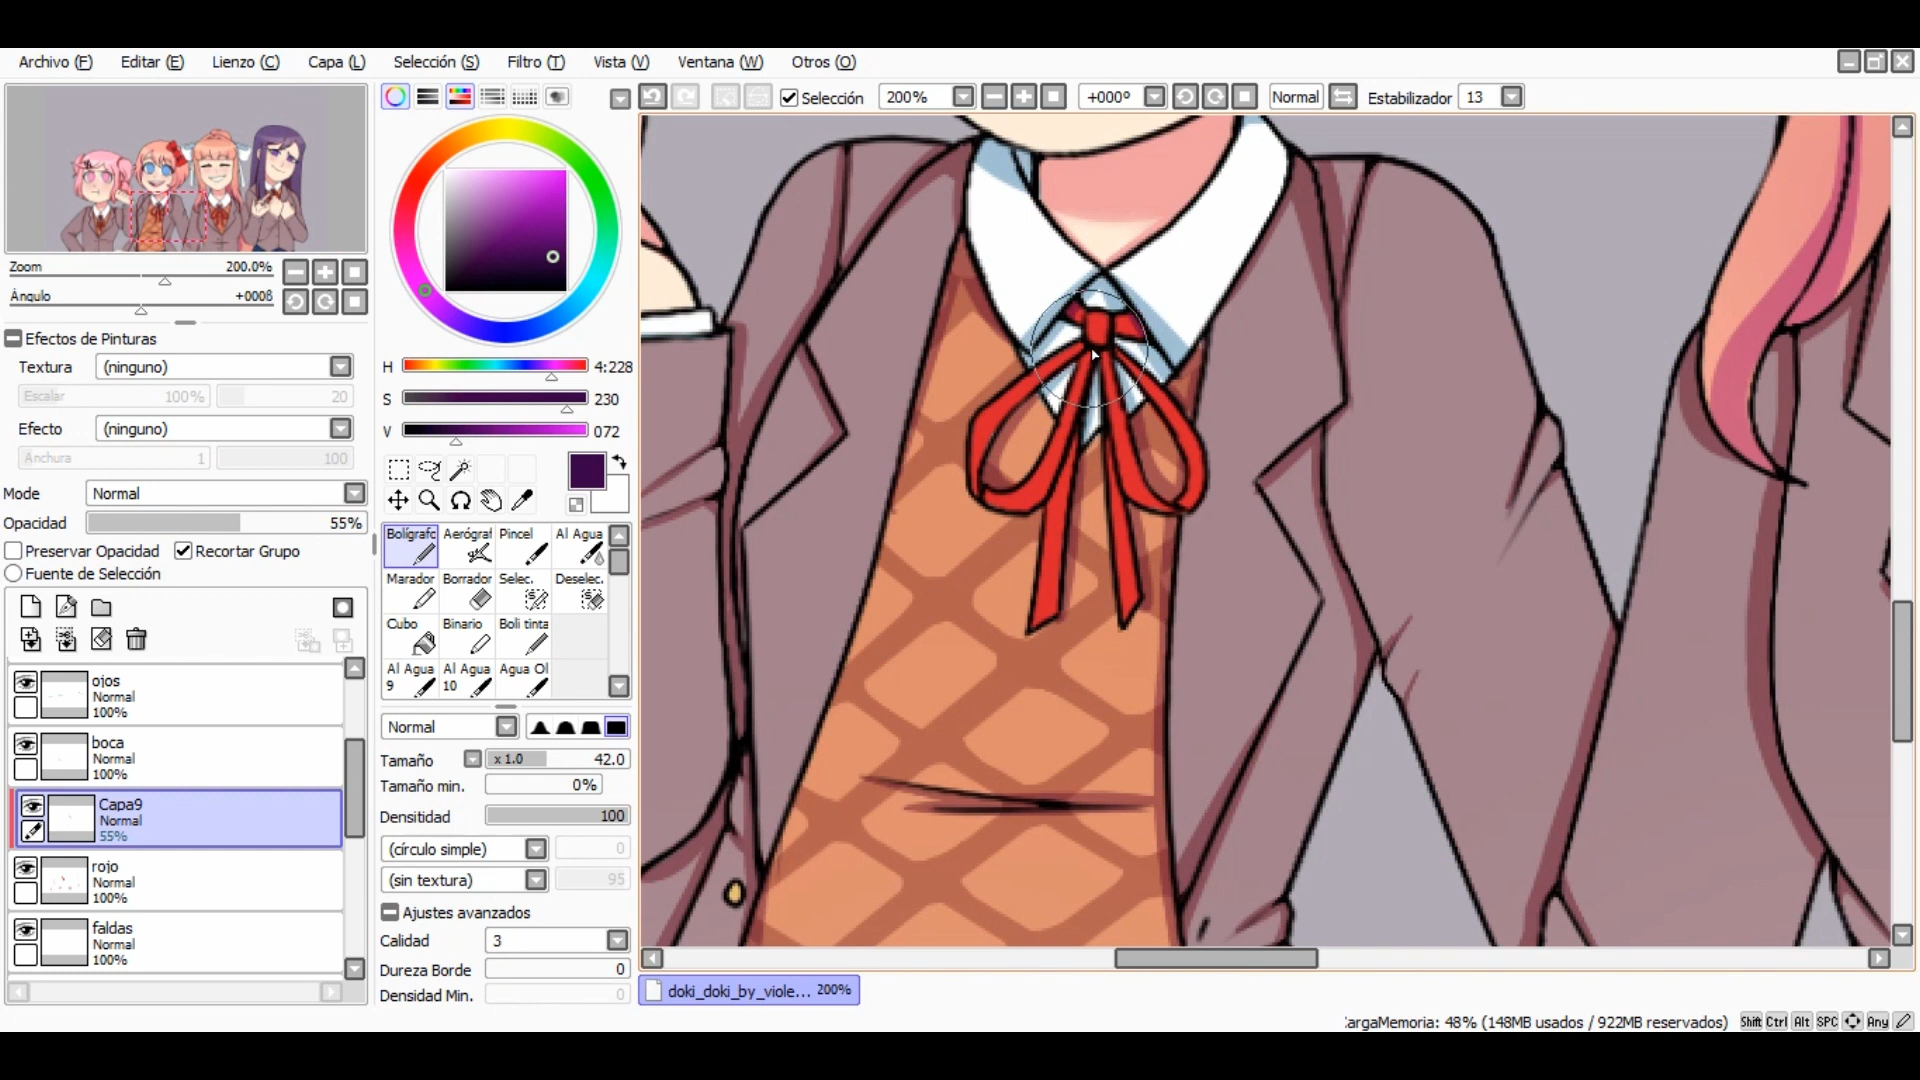 Archivo (F) Editar (E) Lienzo (C) Capa (L) Selección (S) Filtro (T) Vista (V) Ventana (W) Otros (O)
Selección 200% +000º Normal Estabilizador 13
Zoom 200.0%
Ángulo +0008
Efectos de Pinturas
Textura (ninguno)
Escalar 100% 20
Efecto (ninguno)
Anchura 1 100
Mode Normal
Opacidad 55%
Preservar Opacidad Recortar Grupo
Fuente de Selección
ojos
Normal
100%
boca
Normal
100%
Capa9
Normal
55%
rojo
Normal
100%
faldas
Normal
100%
H 4:228
S 230
V 072
Bolígrafc Aerógraf Pincel Al Agua
Marador Borrador Selec. Deselec.
Cubo Binario Boli tinta
Al Agua 9 Al Agua 10 Agua Ol
Normal
Tamaño x 1.0 42.0
Tamaño min. 0%
Densitidad 100
(círculo simple) 0
(sin textura) 95
Ajustes avanzados
Calidad 3
Dureza Borde 0
Densidad Min. 0
doki_doki_by_viole... 200%
argaMemoria: 48% (148MB usados / 922MB reservados) Shift Ctrl Alt SPC Any